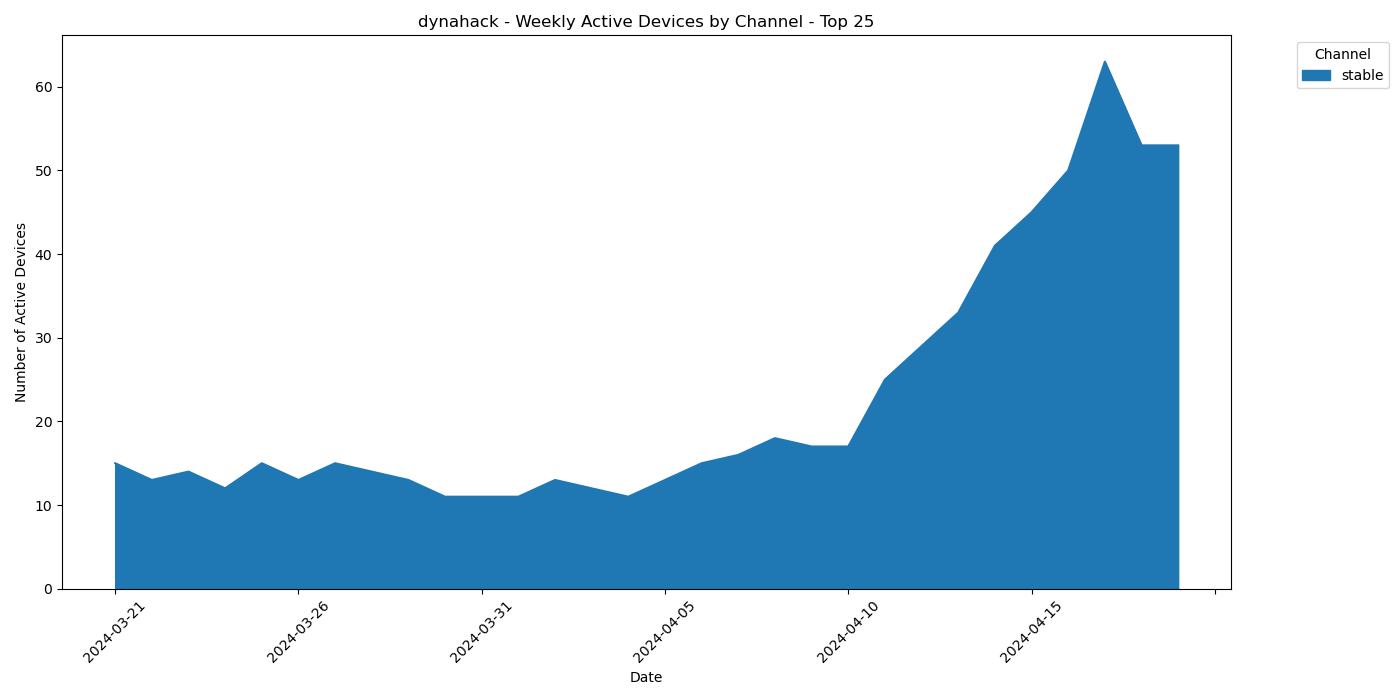 dynahack - Weekly Active Devices by Channel - Top 25
Channel
stable
Number of Active Devices
60
50
40
30
20
10
0
2024-03-21
2024-03-26
2024-03-31
2024-04-05
2024-04-10
2024-04-15
Date